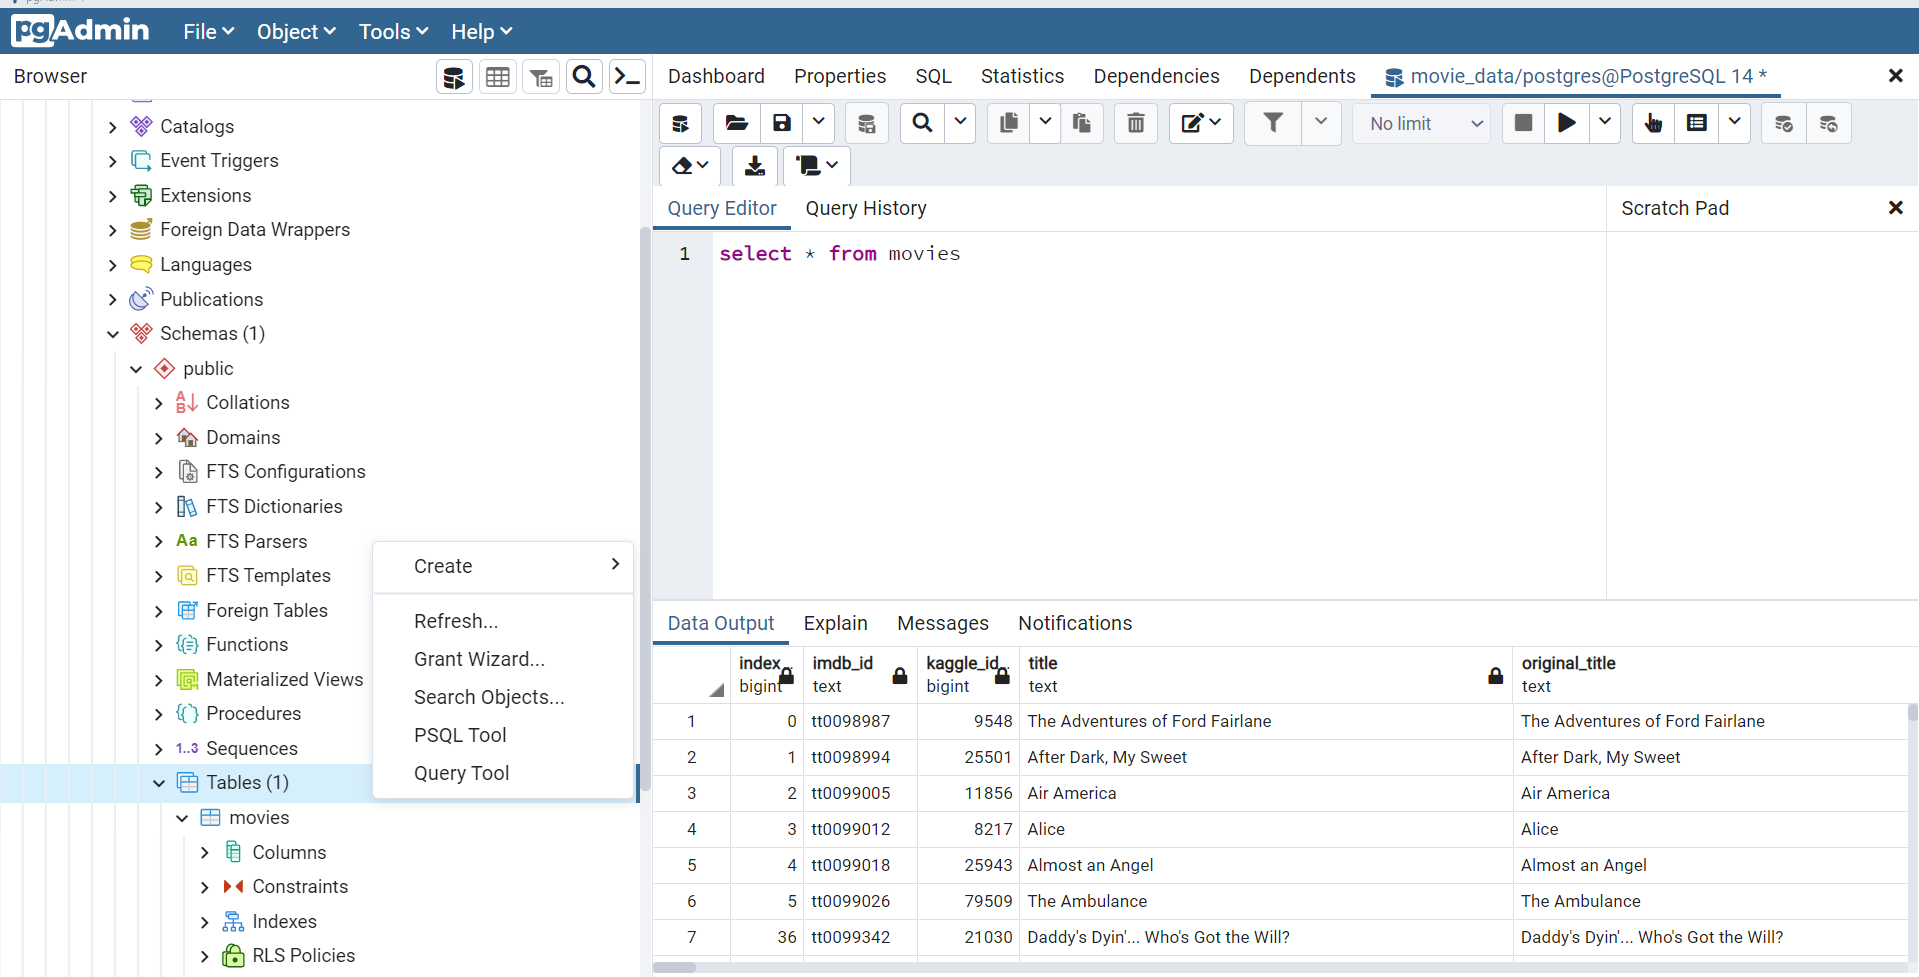 pgAdmin File Object Tools Help
Browser
Dashboard Properties SQL Statistics Dependencies Dependents movie_data/postgres@PostgreSQL 14 *
No limit
Query Editor Query History Scratch Pad
1 select * from movies
Catalogs
Event Triggers
Extensions
Foreign Data Wrappers
Languages
Publications
Schemas (1)
public
Collations
Domains
FTS Configurations
FTS Dictionaries
Aa FTS Parsers
FTS Templates
Foreign Tables
Functions
Materialized Views
Procedures
1..3 Sequences
Tables (1)
movies
Columns
Constraints
Indexes
RLS Policies
Create
Refresh...
Grant Wizard...
Search Objects...
PSQL Tool
Query Tool
Data Output Explain Messages Notifications
index imdb_id kaggle_id title original_title
bigint text bigint text text
1 0 tt0098987 9548 The Adventures of Ford Fairlane The Adventures of Ford Fairlane
2 1 tt0098994 25501 After Dark, My Sweet After Dark, My Sweet
3 2 tt0099005 11856 Air America Air America
4 3 tt0099012 8217 Alice Alice
5 4 tt0099018 25943 Almost an Angel Almost an Angel
6 5 tt0099026 79509 The Ambulance The Ambulance
7 36 tt0099342 21030 Daddy's Dyin'... Who's Got the Will? Daddy's Dyin'... Who's Got the Will?